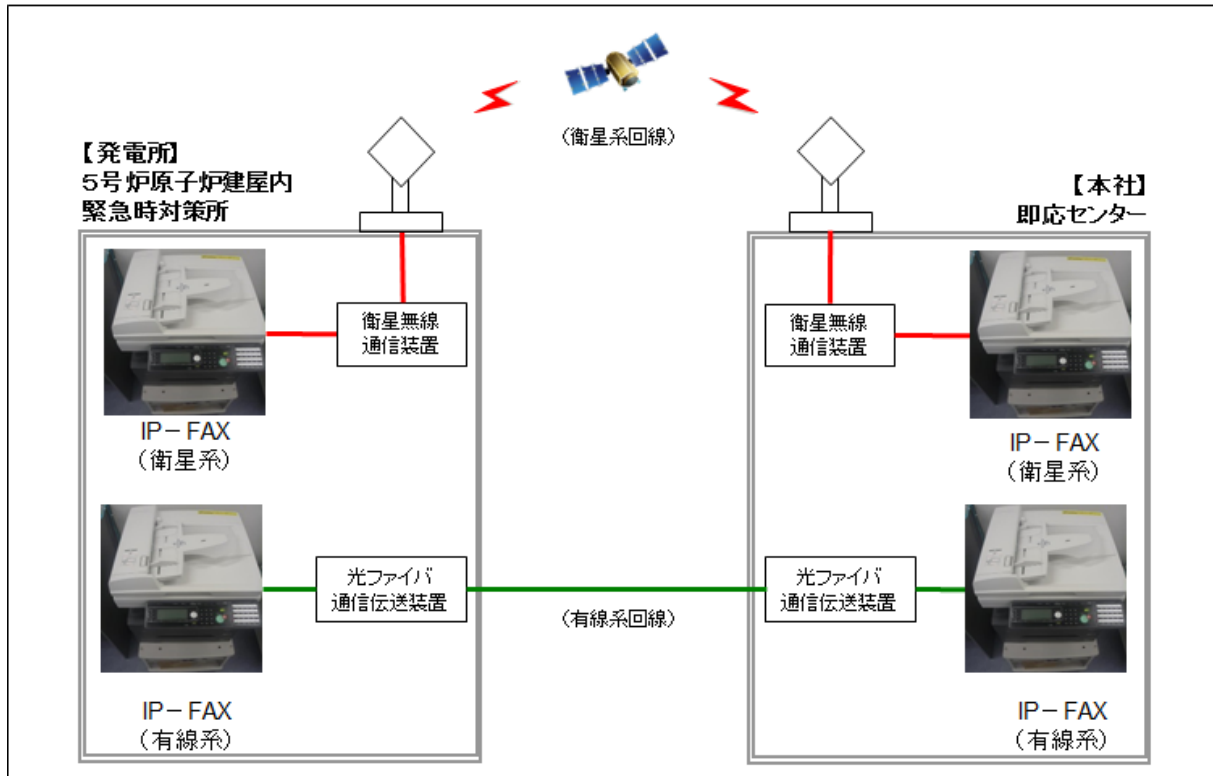 （衛星系回線）
【発電所】
５号炉原子炉建屋内
緊急時対策所
【本社】
即応センター
衛星無線
通信装置
IP－FAX
（衛星系）
衛星無線
通信装置
IP－FAX
（衛星系）
光ファイバ
通信伝送装置
IP－FAX
（有線系）
（有線系回線）
光ファイバ
通信伝送装置
IP－FAX
（有線系）